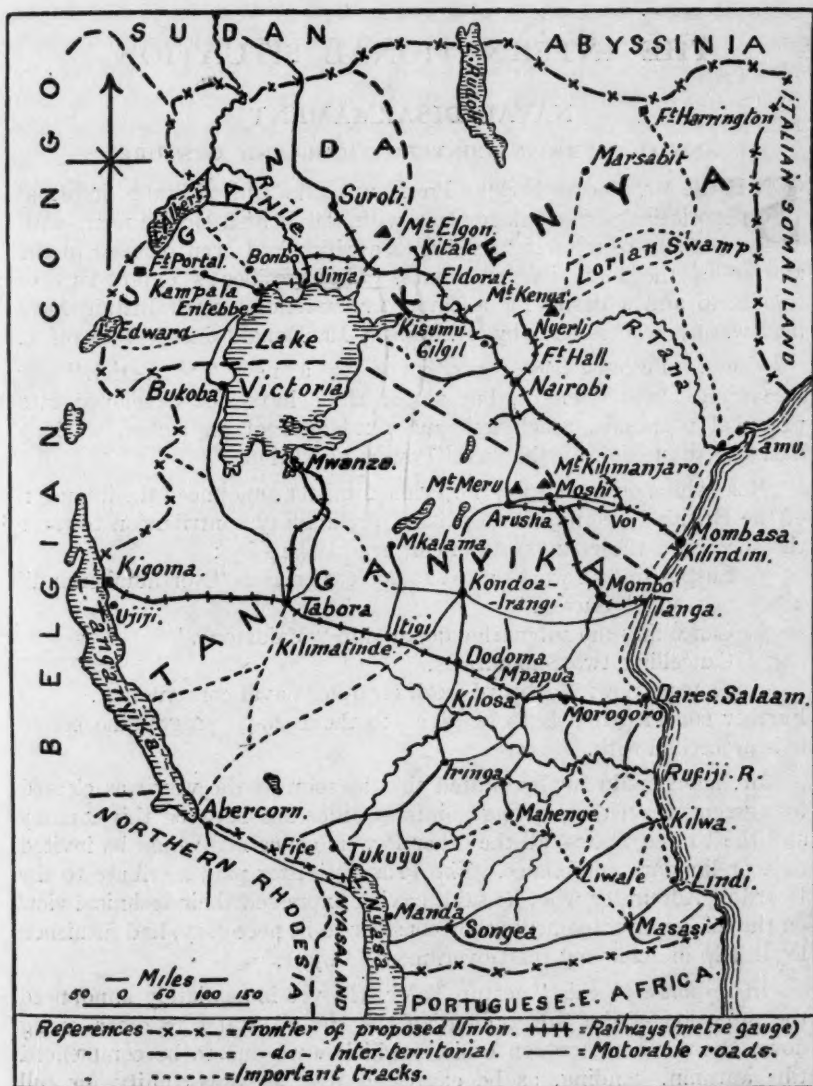 SUDAN
ABYSSINIA
L. Rudolf
ITALIAN SOMALILAND
Ft. Harrington
Marsabit
UGANDA
Suroti
R. Nile
Mt Elgon
Kitale
KENYA
Lorian Swamp
Ft Portal
Bonbo
Jinja
Eldorat
Mt Kenya
Kampala
Entebbe
Kisumu
Nyerli
R. Tana
Edward
Lake
Gilgil
Ft Hall
Victoria
Nairobi
Bukoba
Lamu.
Mwanza.
Mt Kilimanjaro
Mt Meru
Moshi
Arusha
Voi
Mombasa.
Kilindini.
BELGIAN CONGO
Mkalama
TANGANYIKA
Kigoma
Kondoa-
-Irangi
Mombo
Ujiji.
Tabora
Tanga.
Itigi
L. Tanganyika
Kilimatinde
Dodoma
Mpapua
Kilosa
Dar es Salaam.
Morogoro
Iringa
Rufiji R.
Abercorn.
Mahenge
Kilwa.
Fife
Tukuyu
NORTHERN RHODESIA
Liwale
Lindi.
NYASALAND
L. Nyasa
Manda
Songea
Masasi
Miles
50 0 50 100 150
PORTUGUESE. E. AFRICA.
References -x-x- = Frontier of proposed Union. = Railways (metre gauge)
= -do- Inter-territorial. = Motorable roads.
= Important tracks.